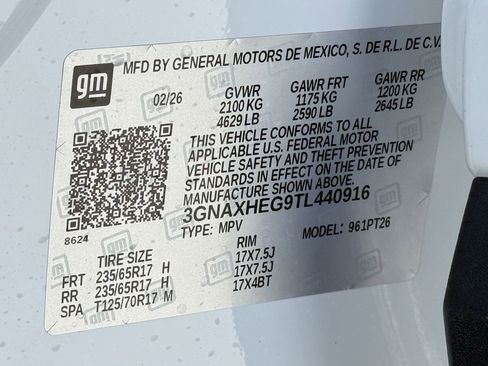 gm
MFD BY GENERAL MOTORS DE MEXICO, S. DE R.L. DE C.V.
02/26
GVWR GAWR FRT GAWR RR
2100 KG 1175 KG 1200 KG
4629 LB 2590 LB 2645 LB
THIS VEHICLE CONFORMS TO ALL
APPLICABLE U.S. FEDERAL MOTOR
VEHICLE SAFETY AND THEFT PREVENTION
STANDARDS IN EFFECT ON THE DATE OF
MANUFACTURE SHOWN ABOVE.
3GNAXHEG9TL440916
8624
TYPE: MPV MODEL: 961PT26
TIRE SIZE RIM
FRT 235/65R17 H 17X7.5J
RR 235/65R17 H 17X7.5J
SPA T125/70R17 M 17X4BT